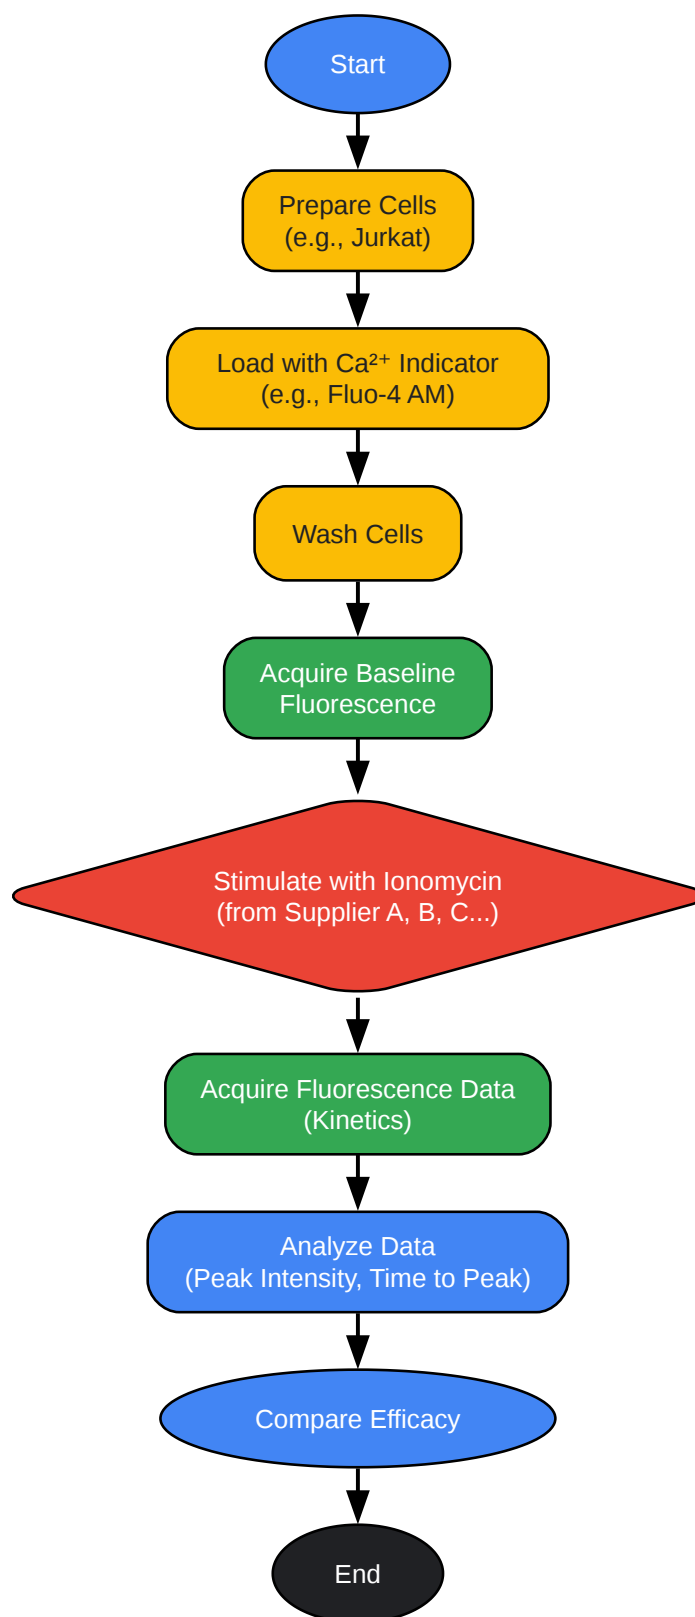 Start
Prepare Cells
(e.g., Jurkat)
Load with Ca²⁺ Indicator
(e.g., Fluo-4 AM)
Wash Cells
Acquire Baseline
Fluorescence
Stimulate with Ionomycin
(from Supplier A, B, C...)
Acquire Fluorescence Data
(Kinetics)
Analyze Data
(Peak Intensity, Time to Peak)
Compare Efficacy
End